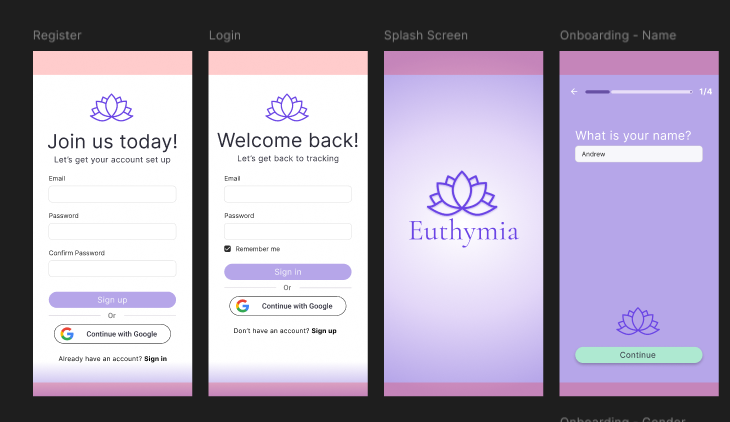 Register
Join us today!
Let's get your account set up
Email
Password
Confirm Password
Sign up
Or
Continue with Google
Already have an account? Sign in
Login
Welcome back!
Let's get back to tracking
Email
Password
Remember me
Sign in
Or
Continue with Google
Don't have an account? Sign up
Splash Screen
Euthymia
Onboarding - Name
1/4
What is your name?
Andrew
Continue
Onboarding - Gender